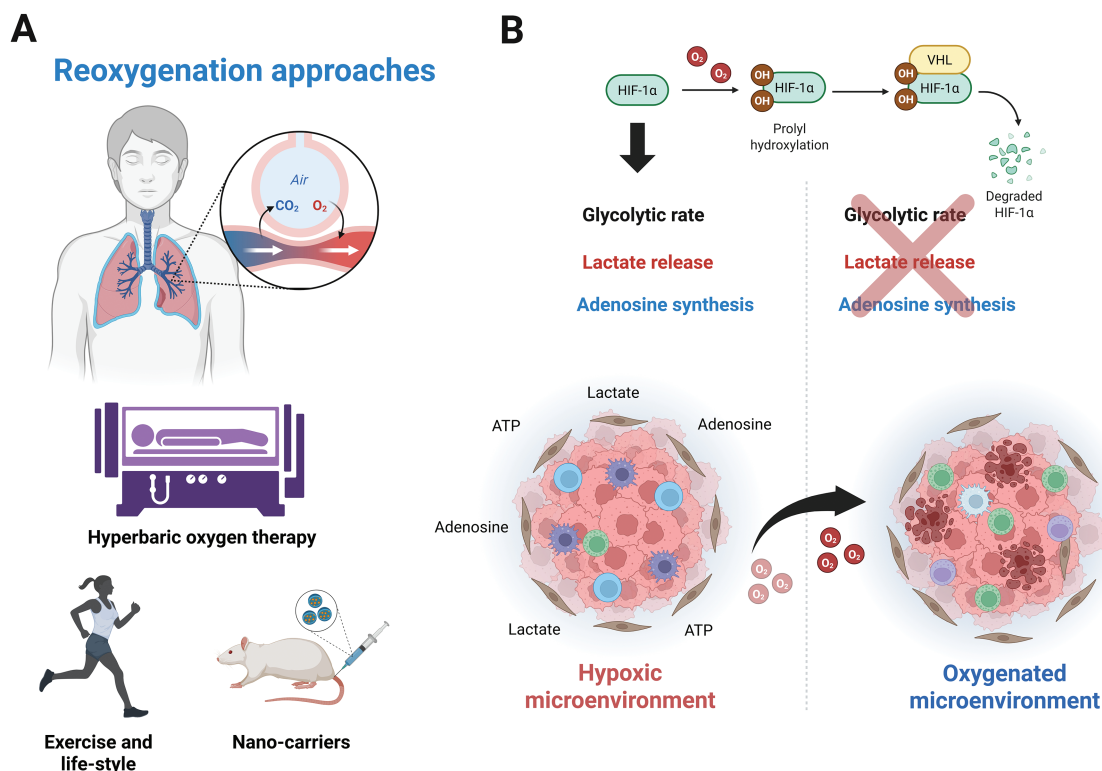 A
Reoxygenation approaches
Air
CO₂ O₂
Hyperbaric oxygen therapy
Exercise and
life-style
Nano-carriers
B
HIF-1α
O₂
O₂
OH
HIF-1α
OH
Prolyl
hydroxylation
VHL
OH
HIF-1α
OH
Degraded
HIF-1α
Glycolytic rate
Lactate release
Adenosine synthesis
Glycolytic rate
Lactate release
Adenosine synthesis
Lactate
ATP
Adenosine
Adenosine
Lactate
ATP
O₂
O₂
O₂
O₂
O₂
O₂
Hypoxic
microenvironment
Oxygenated
microenvironment